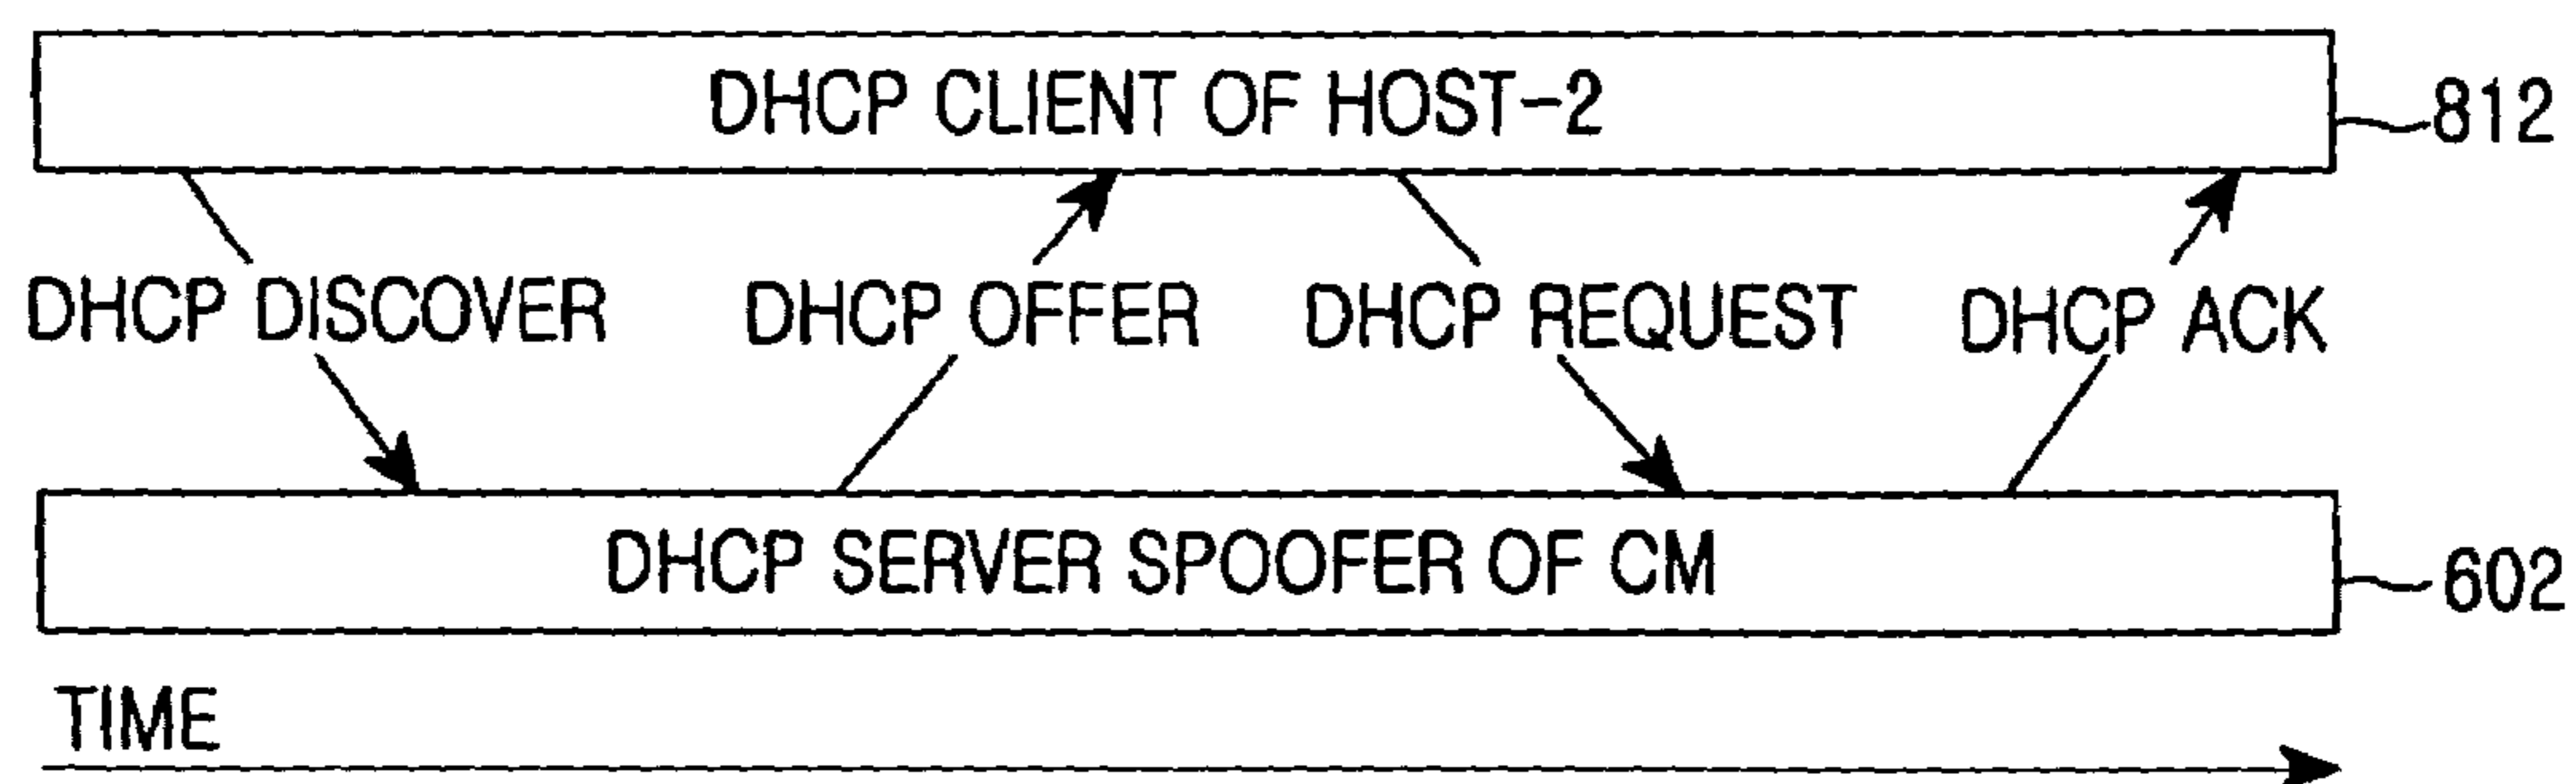 DHCP CLIENT OF HOST-2
812
DHCP DISCOVER
DHCP OFFER
DHCP REQUEST
DHCP ACK
DHCP SERVER SPOOFER OF CM
602
TIME